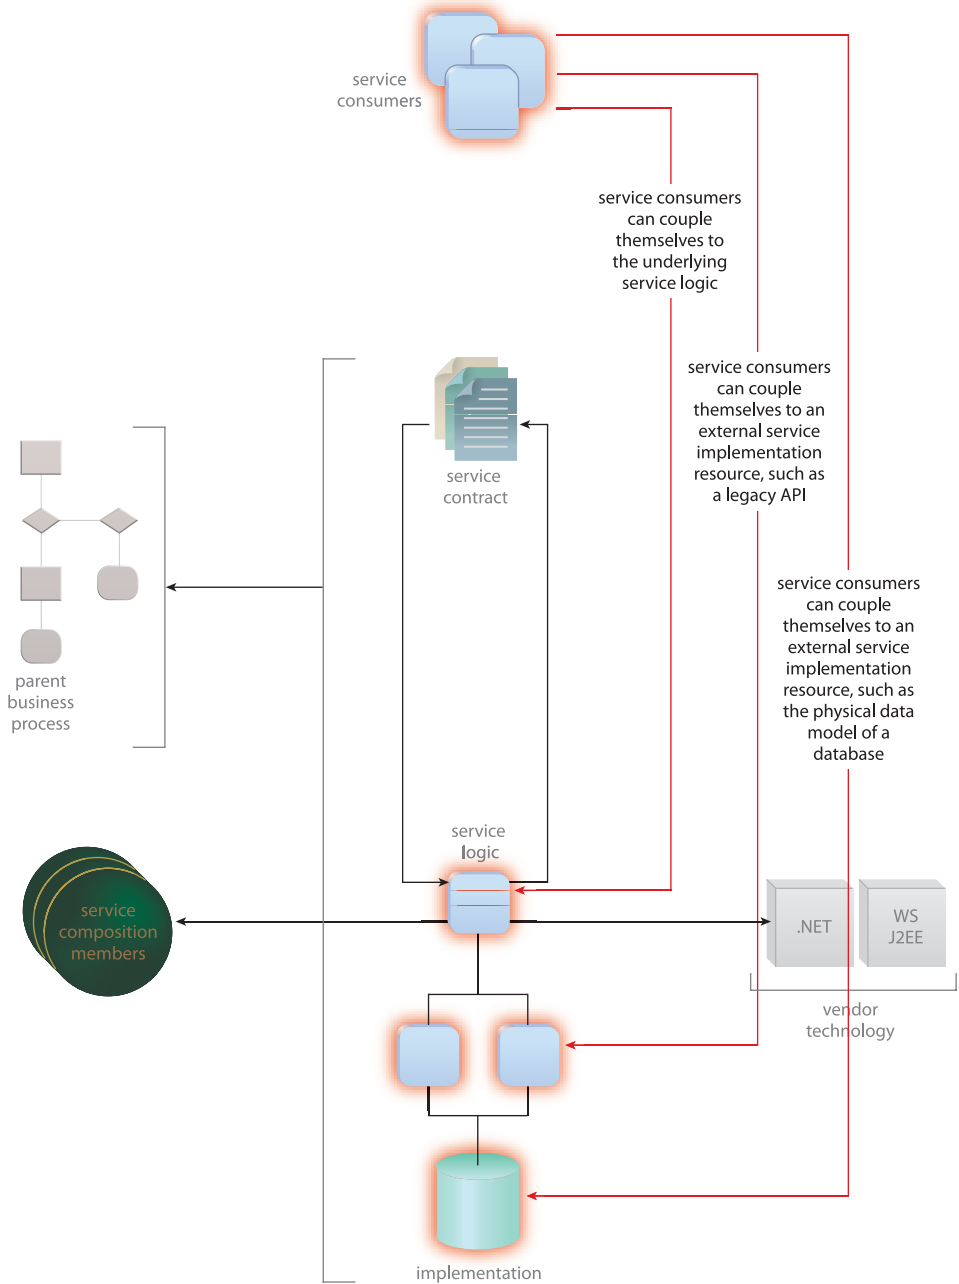 service
consumers
service consumers
can couple
themselves to
the underlying
service logic
service consumers
can couple
themselves to an
external service
implementation
resource, such as
a legacy API
service
contract
service consumers
can couple
themselves to an
external service
implementation
resource, such as
the physical data
model of a
database
parent
business
process
service
logic
service
composition
members
.NET
WS
J2EE
vendor
technology
implementation